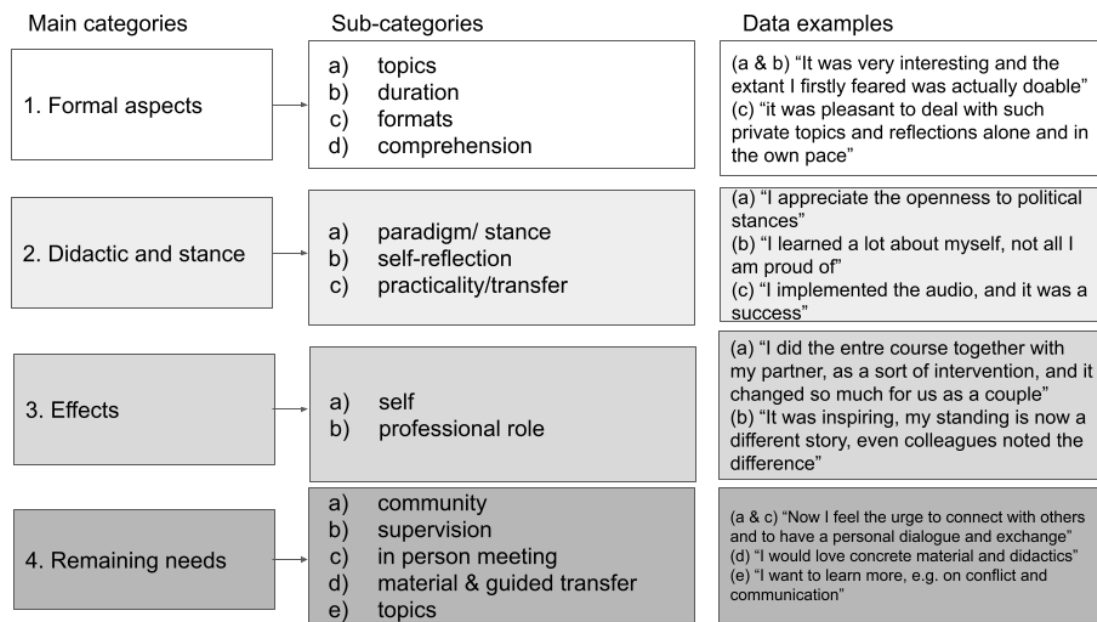 Main categories
Sub-categories
Data examples
1. Formal aspects
a) topics
b) duration
c) formats
d) comprehension
(a & b) “It was very interesting and the
extant I firstly feared was actually doable”
(c) “it was pleasant to deal with such
private topics and reflections alone and in
the own pace”
2. Didactic and stance
a) paradigm/ stance
b) self-reflection
c) practicality/transfer
(a) “I appreciate the openness to political
stances”
(b) “I learned a lot about myself, not all I
am proud of”
(c) “I implemented the audio, and it was a
success”
3. Effects
a) self
b) professional role
(a) “I did the entre course together with
my partner, as a sort of intervention, and it
changed so much for us as a couple”
(b) “It was inspiring, my standing is now a
different story, even colleagues noted the
difference”
4. Remaining needs
a) community
b) supervision
c) in person meeting
d) material & guided transfer
e) topics
(a & c) “Now I feel the urge to connect with others
and to have a personal dialogue and exchange”
(d) “I would love concrete material and didactics”
(e) “I want to learn more, e.g. on conflict and
communication”